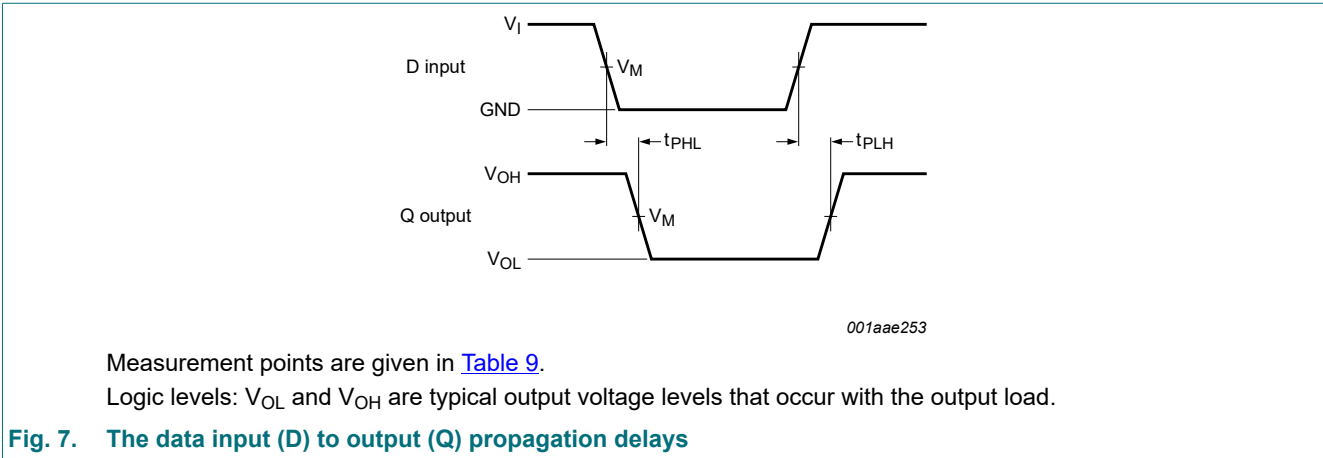 VI
D input
VM
GND
tPHL
tPLH
VOH
Q output
VM
VOL
001aae253
Measurement points are given in Table 9.
Logic levels: VOL and VOH are typical output voltage levels that occur with the output load.
Fig. 7. The data input (D) to output (Q) propagation delays